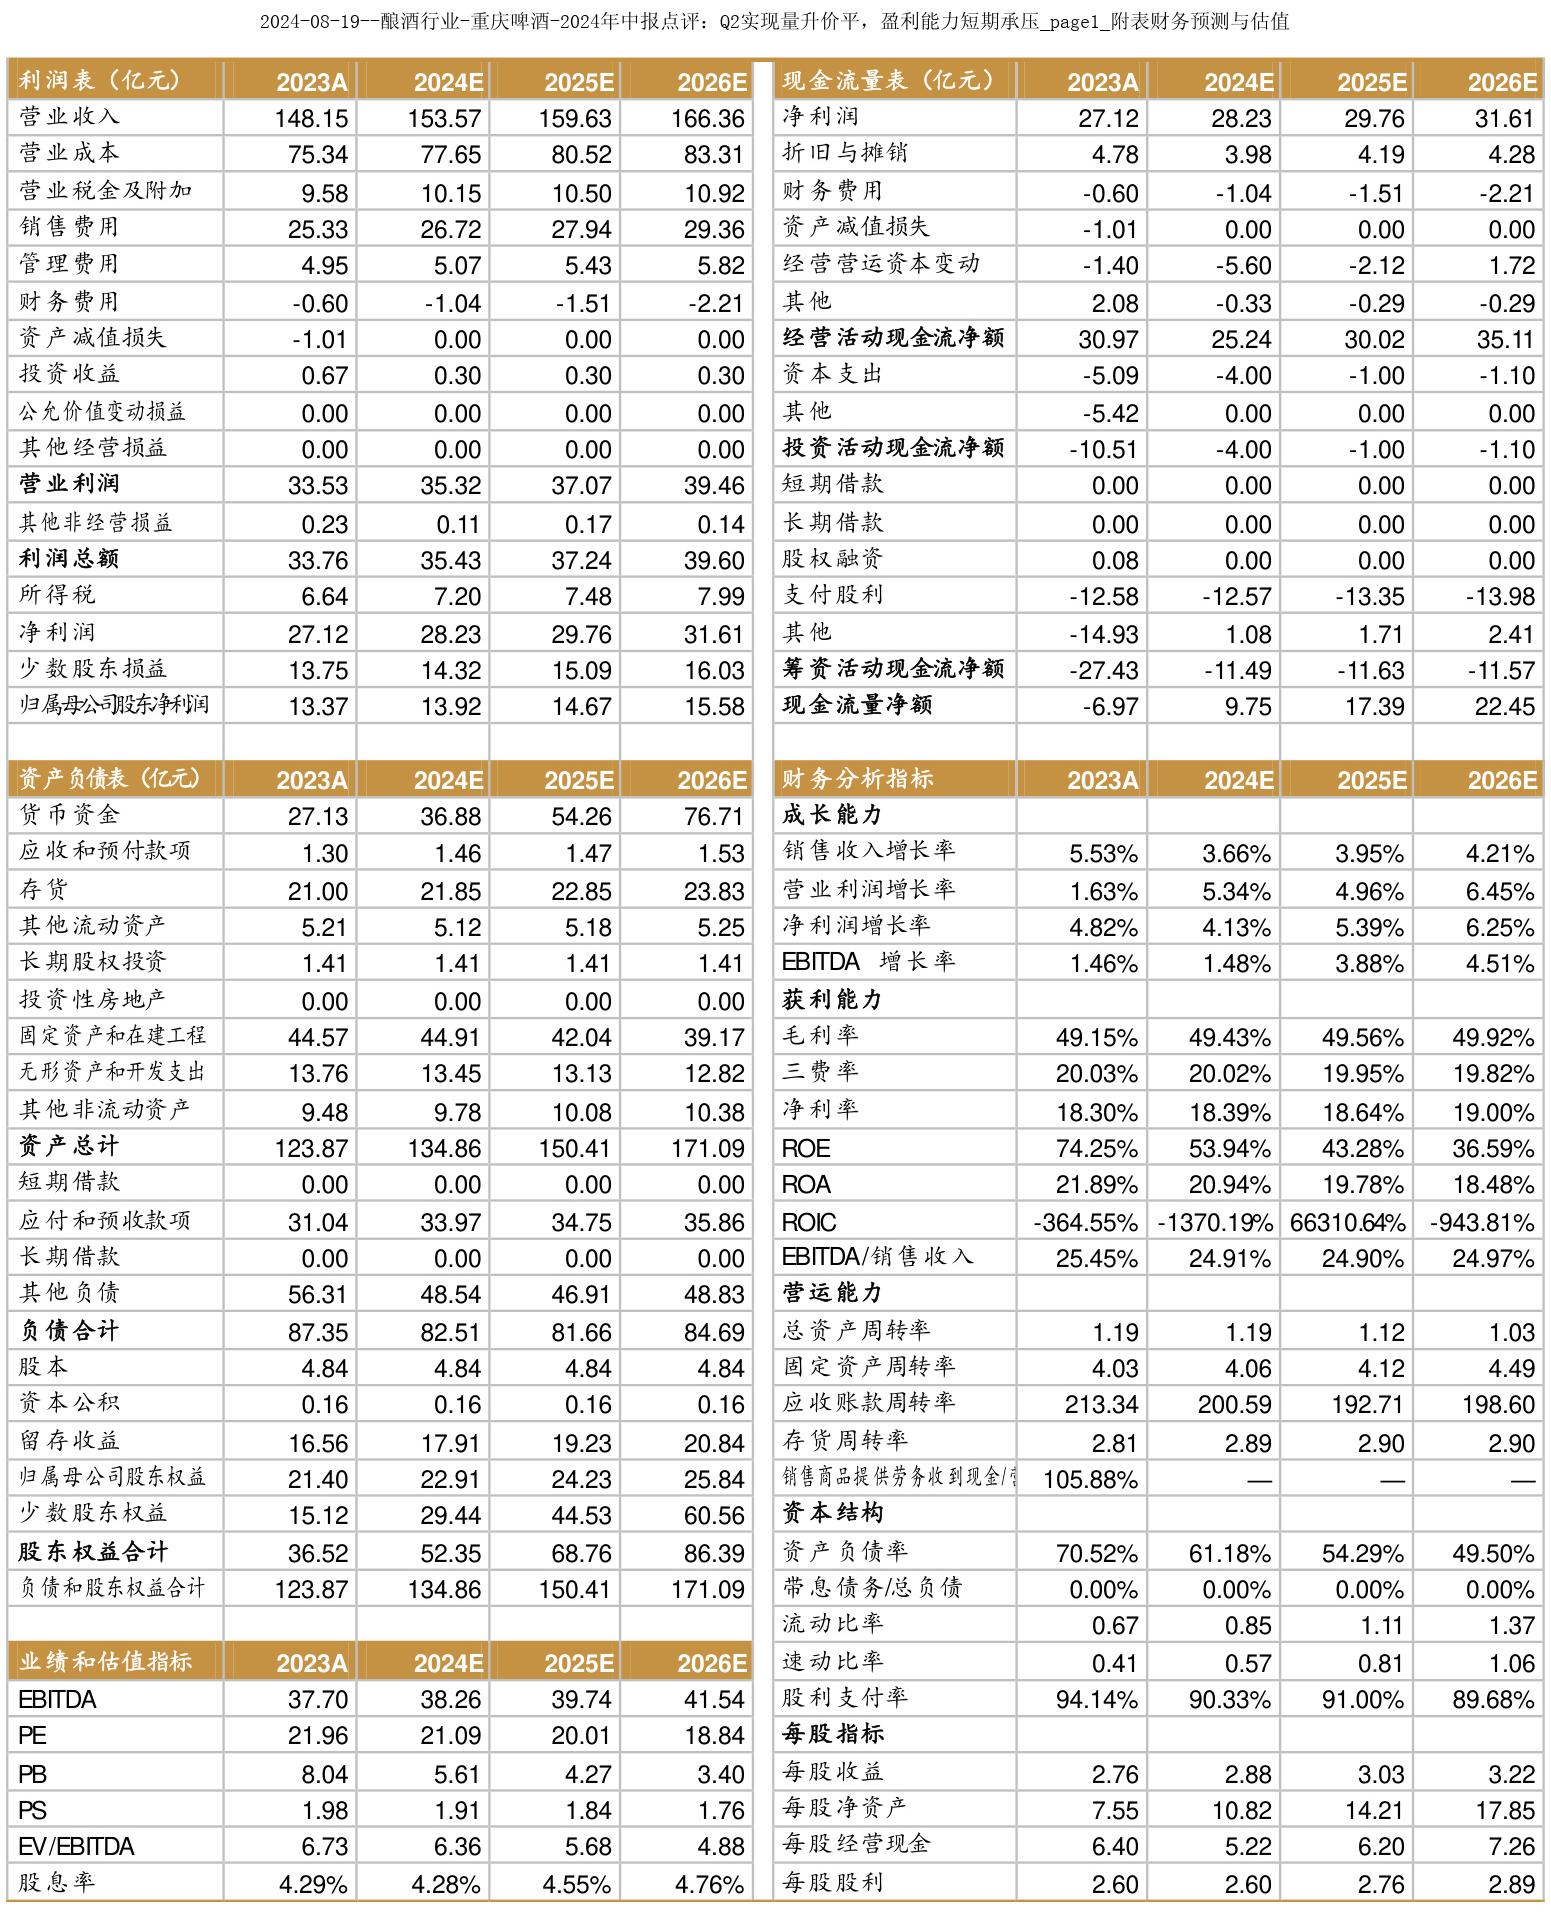 2024-08-19--酿酒行业-重庆啤酒-2024年中报点评：Q2实现量升价平，盈利能力短期承压_page1_附表财务预测与估值
利润表（亿元） 2023A 2024E 2025E 2026E
营业收入 148.15 153.57 159.63 166.36
营业成本 75.34 77.65 80.52 83.31
营业税金及附加 9.58 10.15 10.50 10.92
销售费用 25.33 26.72 27.94 29.36
管理费用 4.95 5.07 5.43 5.82
财务费用 -0.60 -1.04 -1.51 -2.21
资产减值损失 -1.01 0.00 0.00 0.00
投资收益 0.67 0.30 0.30 0.30
公允价值变动损益 0.00 0.00 0.00 0.00
其他经营损益 0.00 0.00 0.00 0.00
营业利润 33.53 35.32 37.07 39.46
其他非经营损益 0.23 0.11 0.17 0.14
利润总额 33.76 35.43 37.24 39.60
所得税 6.64 7.20 7.48 7.99
净利润 27.12 28.23 29.76 31.61
少数股东损益 13.75 14.32 15.09 16.03
归属母公司股东净利润 13.37 13.92 14.67 15.58
资产负债表（亿元） 2023A 2024E 2025E 2026E
货币资金 27.13 36.88 54.26 76.71
应收和预付款项 1.30 1.46 1.47 1.53
存货 21.00 21.85 22.85 23.83
其他流动资产 5.21 5.12 5.18 5.25
长期股权投资 1.41 1.41 1.41 1.41
投资性房地产 0.00 0.00 0.00 0.00
固定资产和在建工程 44.57 44.91 42.04 39.17
无形资产和开发支出 13.76 13.45 13.13 12.82
其他非流动资产 9.48 9.78 10.08 10.38
资产总计 123.87 134.86 150.41 171.09
短期借款 0.00 0.00 0.00 0.00
应付和预收款项 31.04 33.97 34.75 35.86
长期借款 0.00 0.00 0.00 0.00
其他负债 56.31 48.54 46.91 48.83
负债合计 87.35 82.51 81.66 84.69
股本 4.84 4.84 4.84 4.84
资本公积 0.16 0.16 0.16 0.16
留存收益 16.56 17.91 19.23 20.84
归属母公司股东权益 21.40 22.91 24.23 25.84
少数股东权益 15.12 29.44 44.53 60.56
股东权益合计 36.52 52.35 68.76 86.39
负债和股东权益合计 123.87 134.86 150.41 171.09
业绩和估值指标 2023A 2024E 2025E 2026E
EBITDA 37.70 38.26 39.74 41.54
PE 21.96 21.09 20.01 18.84
PB 8.04 5.61 4.27 3.40
PS 1.98 1.91 1.84 1.76
EV/EBITDA 6.73 6.36 5.68 4.88
股息率 4.29% 4.28% 4.55% 4.76%
现金流量表（亿元） 2023A 2024E 2025E 2026E
净利润 27.12 28.23 29.76 31.61
折旧与摊销 4.78 3.98 4.19 4.28
财务费用 -0.60 -1.04 -1.51 -2.21
资产减值损失 -1.01 0.00 0.00 0.00
经营营运资本变动 -1.40 -5.60 -2.12 1.72
其他 2.08 -0.33 -0.29 -0.29
经营活动现金流净额 30.97 25.24 30.02 35.11
资本支出 -5.09 -4.00 -1.00 -1.10
其他 -5.42 0.00 0.00 0.00
投资活动现金流净额 -10.51 -4.00 -1.00 -1.10
短期借款 0.00 0.00 0.00 0.00
长期借款 0.00 0.00 0.00 0.00
股权融资 0.08 0.00 0.00 0.00
支付股利 -12.58 -12.57 -13.35 -13.98
其他 -14.93 1.08 1.71 2.41
筹资活动现金流净额 -27.43 -11.49 -11.63 -11.57
现金流量净额 -6.97 9.75 17.39 22.45
财务分析指标 2023A 2024E 2025E 2026E
成长能力
销售收入增长率 5.53% 3.66% 3.95% 4.21%
营业利润增长率 1.63% 5.34% 4.96% 6.45%
净利润增长率 4.82% 4.13% 5.39% 6.25%
EBITDA 增长率 1.46% 1.48% 3.88% 4.51%
获利能力
毛利率 49.15% 49.43% 49.56% 49.92%
三费率 20.03% 20.02% 19.95% 19.82%
净利率 18.30% 18.39% 18.64% 19.00%
ROE 74.25% 53.94% 43.28% 36.59%
ROA 21.89% 20.94% 19.78% 18.48%
ROIC -364.55% -1370.19% 66310.64% -943.81%
EBITDA/销售收入 25.45% 24.91% 24.90% 24.97%
营运能力
总资产周转率 1.19 1.19 1.12 1.03
固定资产周转率 4.03 4.06 4.12 4.49
应收账款周转率 213.34 200.59 192.71 198.60
存货周转率 2.81 2.89 2.90 2.90
销售商品提供劳务收到现金/ 105.88% — — —
资本结构
资产负债率 70.52% 61.18% 54.29% 49.50%
带息债务/总负债 0.00% 0.00% 0.00% 0.00%
流动比率 0.67 0.85 1.11 1.37
速动比率 0.41 0.57 0.81 1.06
股利支付率 94.14% 90.33% 91.00% 89.68%
每股指标
每股收益 2.76 2.88 3.03 3.22
每股净资产 7.55 10.82 14.21 17.85
每股经营现金 6.40 5.22 6.20 7.26
每股股利 2.60 2.60 2.76 2.89